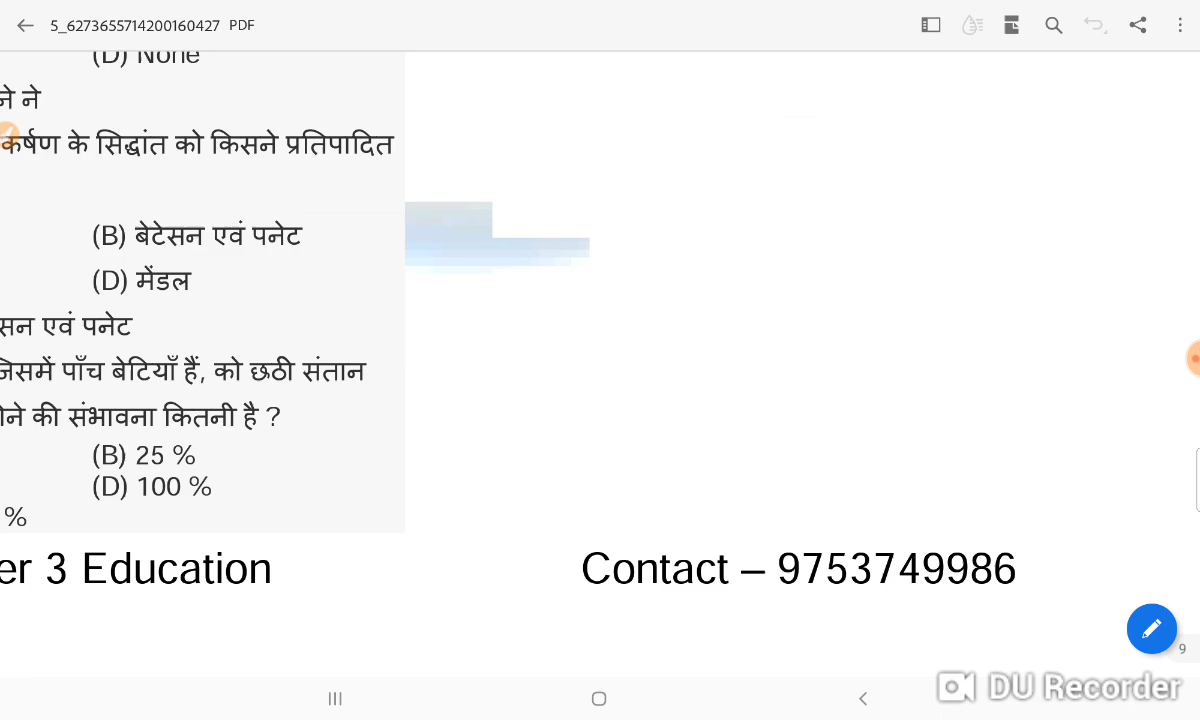 5_6273655714200160427 PDF
(D) None
ने ने
कर्षण के सिद्धांत को किसने प्रतिपादित
(B) बेटेसन एवं पनेट
(D) मेंडल
सन एवं पनेट
जिसमें पाँच बेटियाँ हैं, को छठी संतान
ोने की संभावना कितनी है ?
(B) 25 %
(D) 100 %
%
er 3 Education
Contact – 9753749986
9
DU Recorder